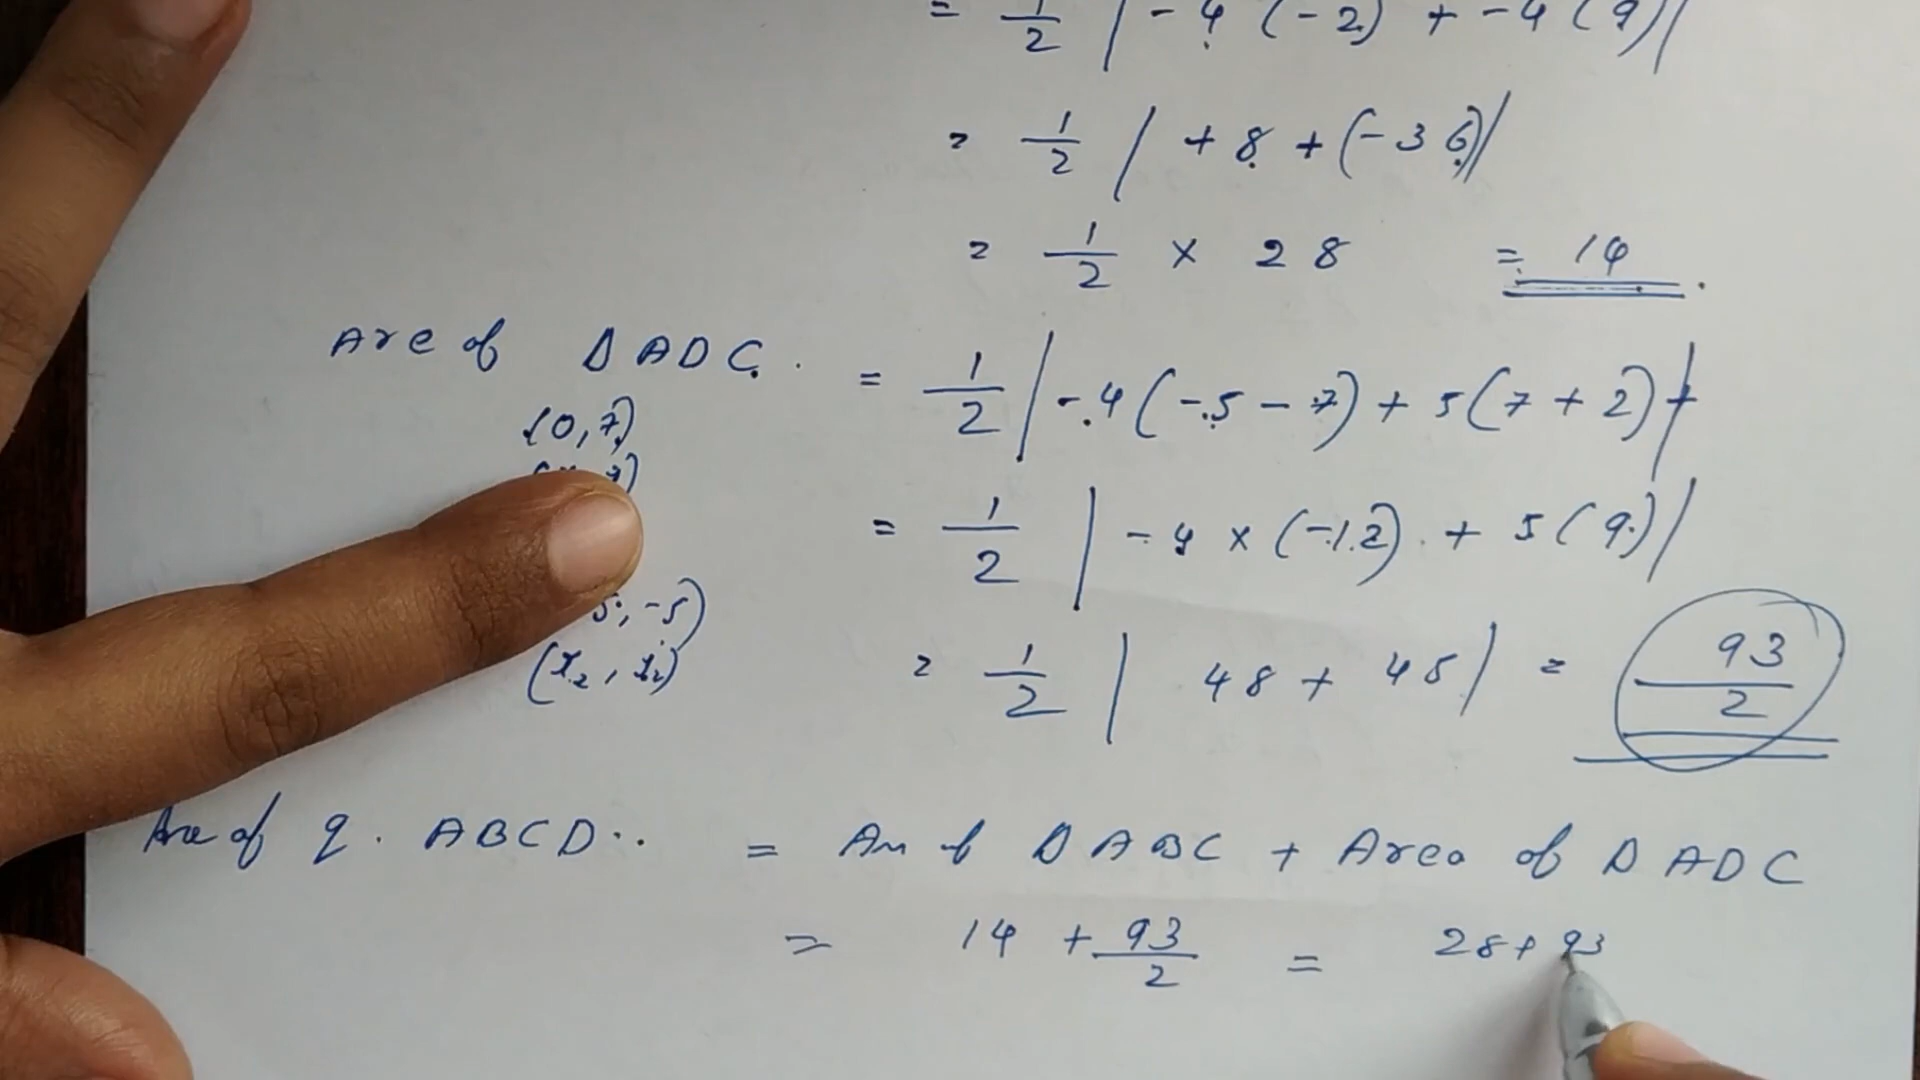 = 1/2 | -4 (-2) + -4 (9) |
= 1/2 | +8 + (-36) |
= 1/2 × 28 = 14.
Are of Δ ADC. = 1/2 | -4 (-5 - 7) + 5(7 + 2) + |
(0, 7)
= 1/2 | -4 × (-12) + 5(9) |
5, -5)
(x₂, y₂)
= 1/2 | 48 + 45 | = 93/2
Are of q. ABCD. = Are of Δ ABC + Area of Δ ADC
= 14 + 93/2 = 28 + 93